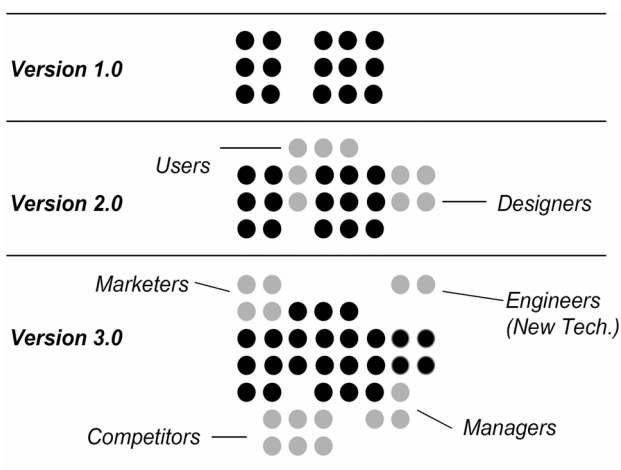 Version 1.0
Users
Version 2.0
Designers
Marketers
Engineers
(New Tech.)
Version 3.0
Managers
Competitors